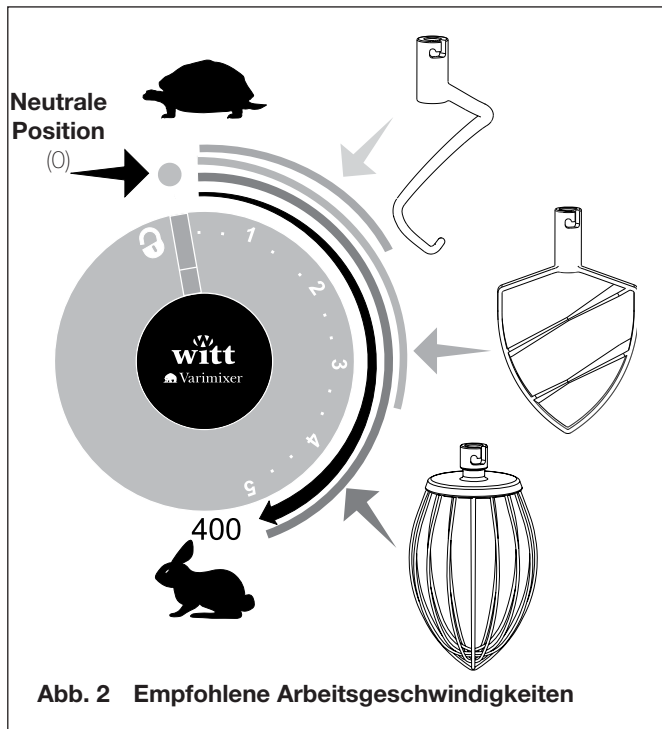 Neutrale
Position
(0)
1
2
3
4
5
witt
Varimixer
400
Abb. 2 Empfohlene Arbeitsgeschwindigkeiten